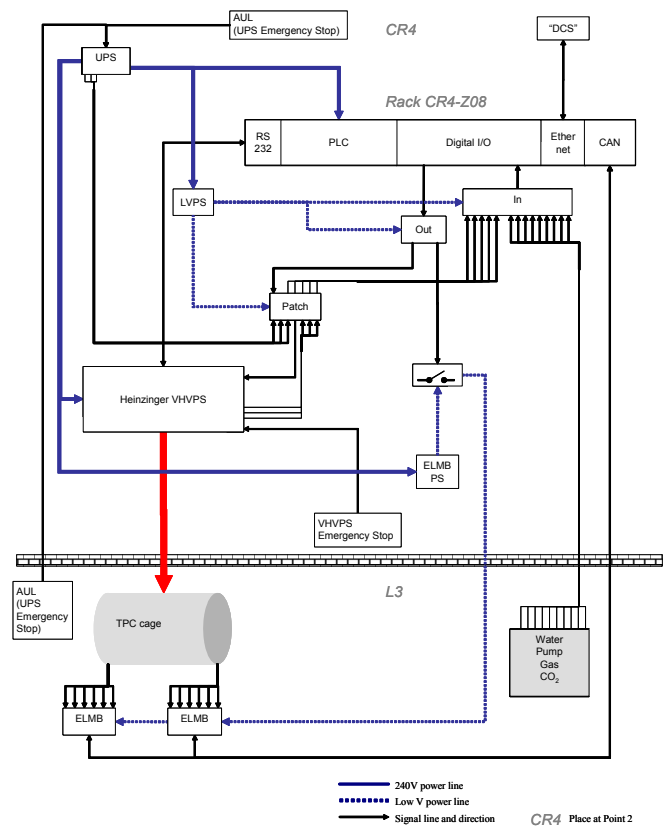 AUL
(UPS Emergency Stop)
CR4
"DCS"
UPS
Rack CR4-Z08
RS
232
PLC
Digital I/O
Ether
net
CAN
LVPS
In
Out
Patch
Heinzinger VHVPS
ELMB
PS
VHVPS
Emergency Stop
AUL
(UPS
Emergency
Stop)
L3
TPC cage
Water
Pump
Gas
CO₂
ELMB
ELMB
240V power line
Low V power line
Signal line and direction
CR4 Place at Point 2